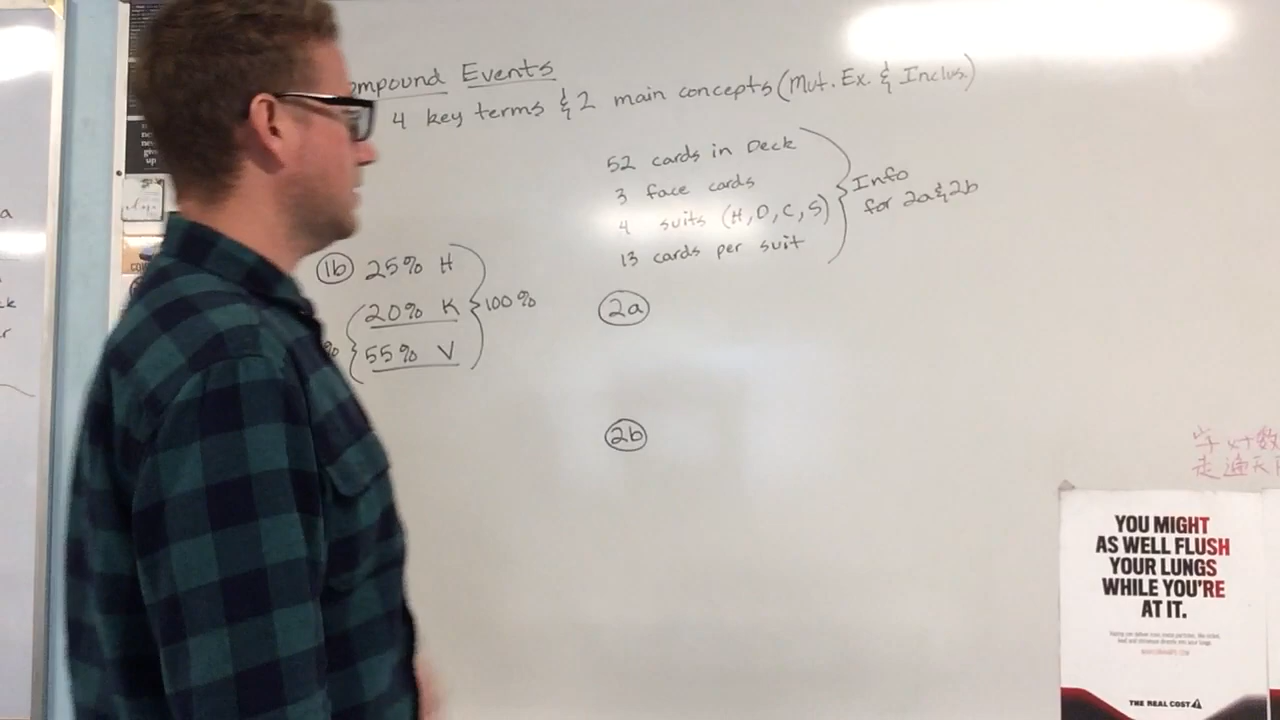 ompound Events
4 key terms & 2 main concepts (Mut. Ex. & Inclus.)
52 cards in Deck
3 face cards
4 suits (H, D, C, S)
13 cards per suit
Info
for 2a & 2b
1b 25% H
20% K
55% V
100%
%
2a
2b
YOU MIGHT
AS WELL FLUSH
YOUR LUNGS
WHILE YOU'RE
AT IT.
THE REAL COST